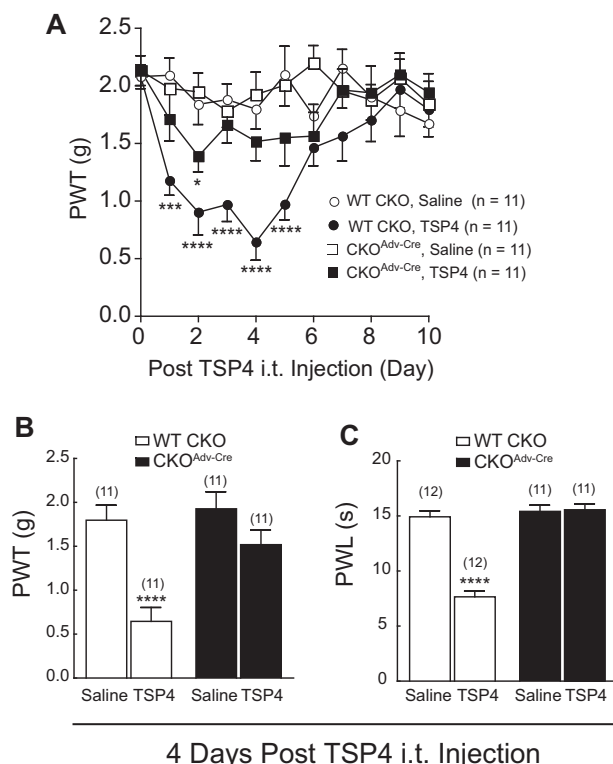 A
PWT (g)
2.5
2.0
1.5
1.0
0.5
0.0
*
***
****
****
****
****
WT CKO, Saline (n = 11)
WT CKO, TSP4 (n = 11)
CKO^Adv-Cre, Saline (n = 11)
CKO^Adv-Cre, TSP4 (n = 11)
0 2 4 6 8 10
Post TSP4 i.t. Injection (Day)
B
WT CKO
CKO^Adv-Cre
PWT (g)
2.5
2.0
1.5
1.0
0.5
0.0
(11)
(11)
****
(11)
(11)
Saline TSP4 Saline TSP4
C
WT CKO
CKO^Adv-Cre
PWL (s)
20
15
10
5
0
(12)
(12)
****
(11)
(11)
Saline TSP4 Saline TSP4
4 Days Post TSP4 i.t. Injection